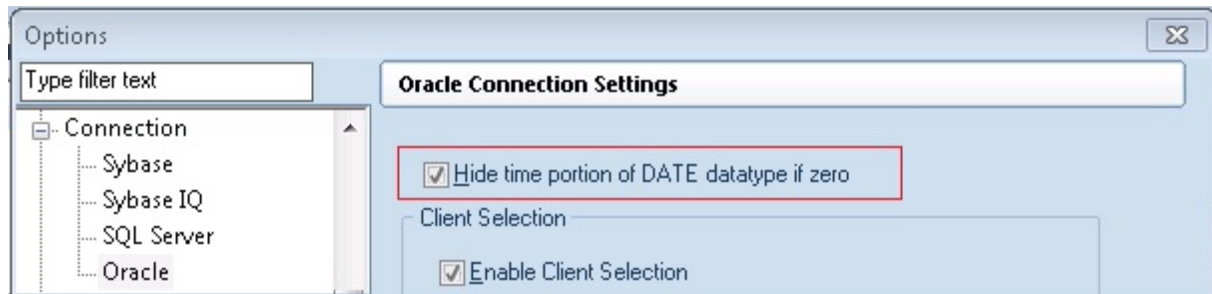 Options
Type filter text
Connection
Sybase
Sybase IQ
SQL Server
Oracle
Oracle Connection Settings
Hide time portion of DATE datatype if zero
Client Selection
Enable Client Selection